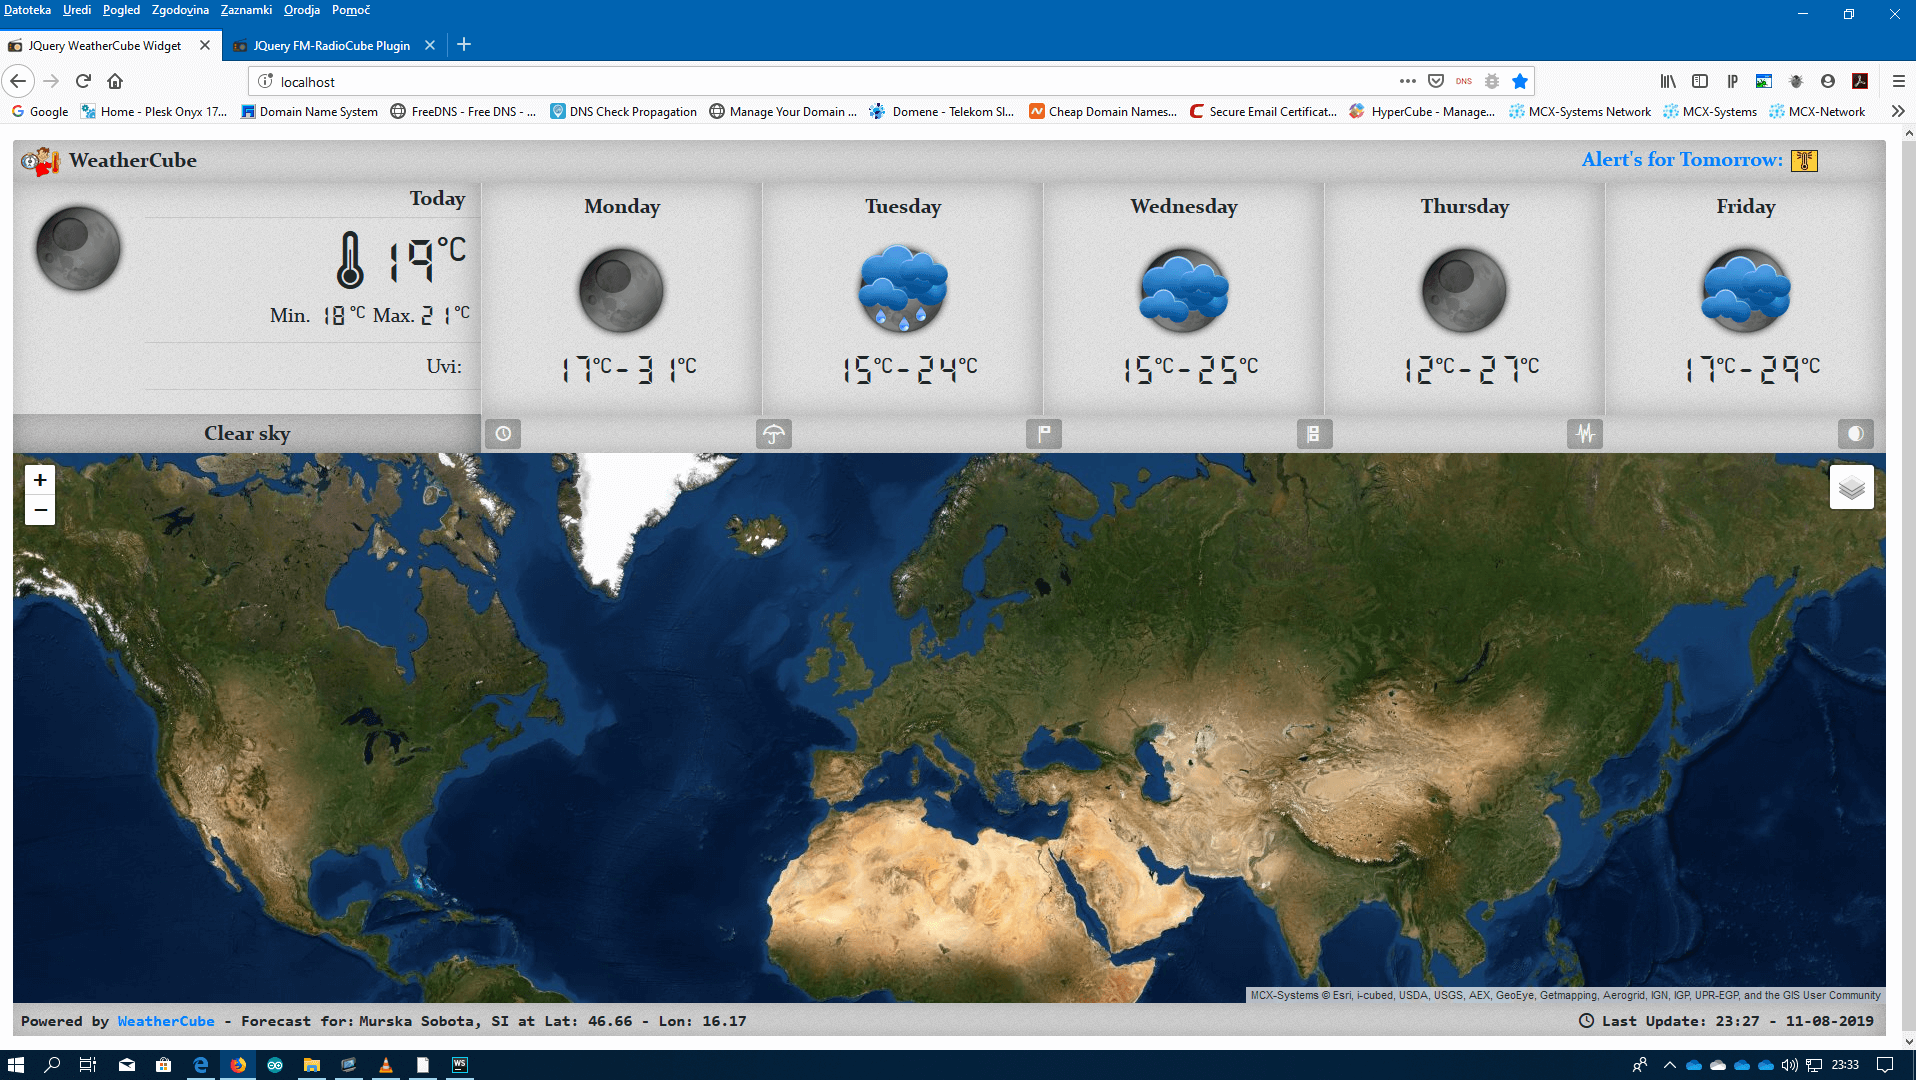 Datoteka Uredi Pogled Zgodovina Zaznamki Orodja Pomoč
JQuery WeatherCube Widget
JQuery FM-RadioCube Plugin
localhost
DNS
IP
Google
Home - Plesk Onyx 17...
Domain Name System
FreeDNS - Free DNS - ...
DNS Check Propagation
Manage Your Domain ...
Domene - Telekom Sl...
Cheap Domain Names...
Secure Email Certificat...
HyperCube - Manage...
MCX-Systems Network
MCX-Systems
MCX-Network
WeatherCube
Alert's for Tomorrow:
Today
19°C
Min. 18°C Max. 21°C
Uvi:
Clear sky
Monday
17°C-31°C
Tuesday
15°C-24°C
Wednesday
15°C-25°C
Thursday
12°C-27°C
Friday
17°C-29°C
+
−
MCX-Systems © Esri, i-cubed, USDA, USGS, AEX, GeoEye, Getmapping, Aerogrid, IGN, IGP, UPR-EGP, and the GIS User Community
Powered by WeatherCube - Forecast for: Murska Sobota, SI at Lat: 46.66 - Lon: 16.17
Last Update: 23:27 - 11-08-2019
WS
23:33